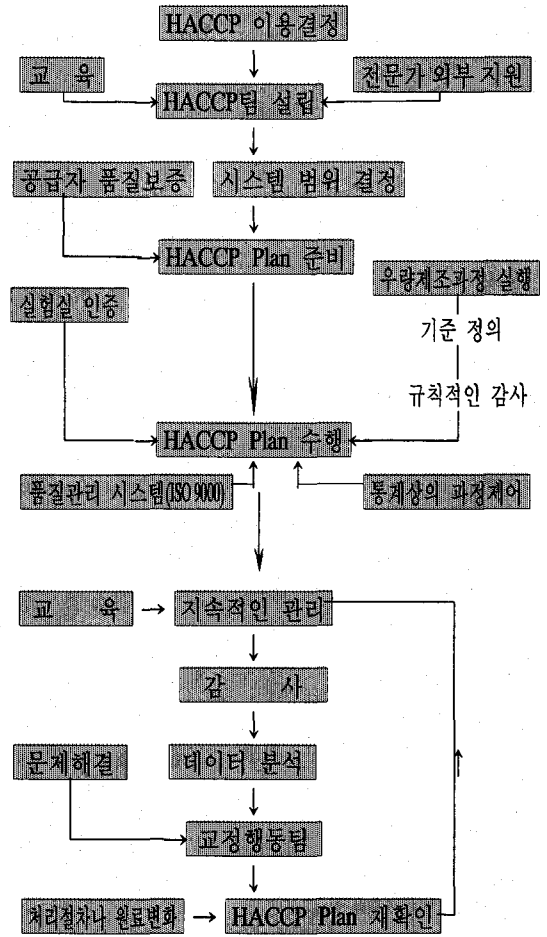 HACCP 이용결정
교 육
전문가 외부 지원
HACCP팀 설립
공급자 품질보증
시스템 범위 결정
HACCP Plan 준비
우량제조과정 실행
실험실 인증
기준 정의
규칙적인 감사
HACCP Plan 수행
품질관리 시스템(ISO 9000)
통계상의 과정제어
교 육
지속적인 관리
감 사
문제해결
데이터 분석
교정행동팀
처리절차나 원료변화
HACCP Plan 재확인